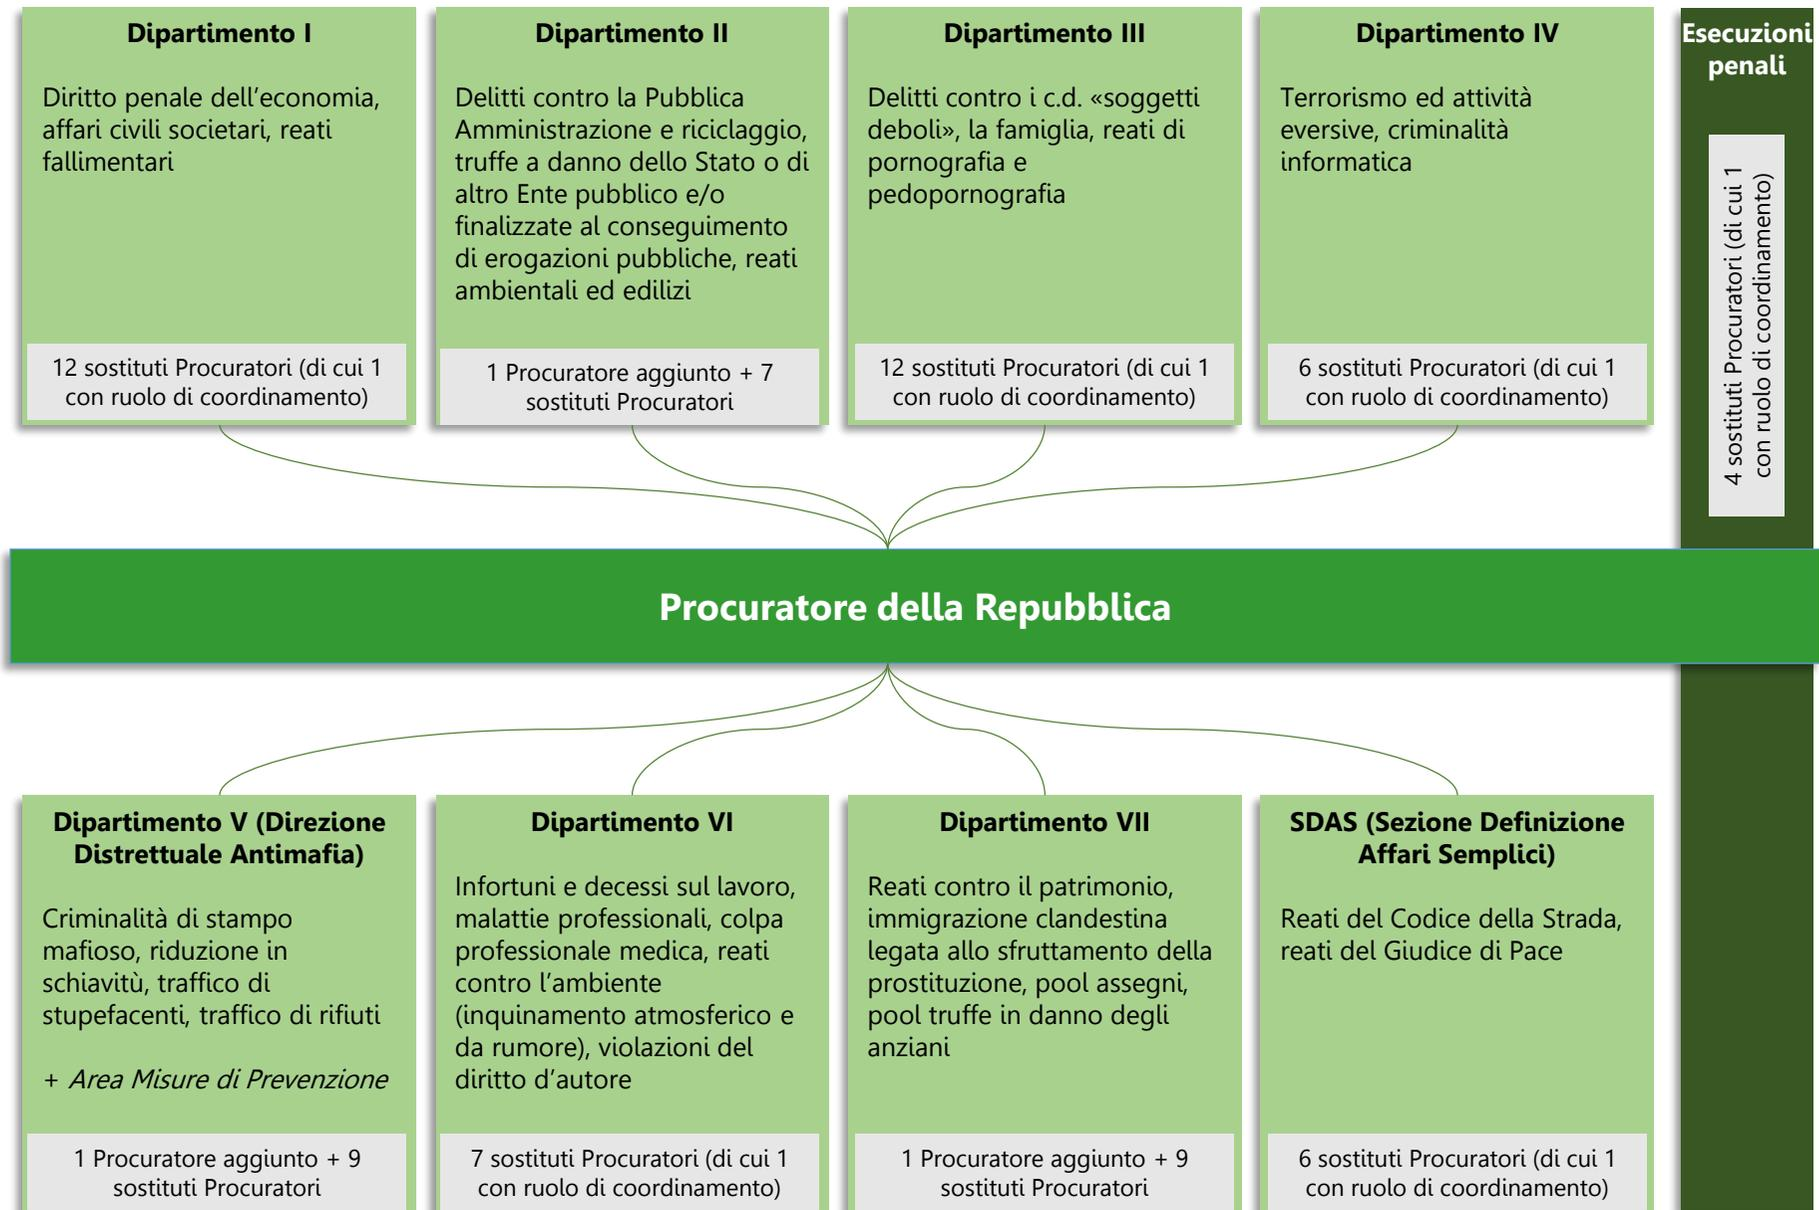 Dipartimento I
Diritto penale dell’economia,
affari civili societari, reati
fallimentari
12 sostituti Procuratori (di cui 1
con ruolo di coordinamento)
Dipartimento II
Delitti contro la Pubblica
Amministrazione e riciclaggio,
truffe a danno dello Stato o di
altro Ente pubblico e/o
finalizzate al conseguimento
di erogazioni pubbliche, reati
ambientali ed edilizi
1 Procuratore aggiunto + 7
sostituti Procuratori
Dipartimento III
Delitti contro i c.d. «soggetti
deboli», la famiglia, reati di
pornografia e
pedopornografia
12 sostituti Procuratori (di cui 1
con ruolo di coordinamento)
Dipartimento IV
Terrorismo ed attività
eversive, criminalità
informatica
6 sostituti Procuratori (di cui 1
con ruolo di coordinamento)
Esecuzioni
penali
4 sostituti Procuratori (di cui 1
con ruolo di coordinamento)
Procuratore della Repubblica
Dipartimento V (Direzione
Distrettuale Antimafia)
Criminalità di stampo
mafioso, riduzione in
schiavitù, traffico di
stupefacenti, traffico di rifiuti
+ Area Misure di Prevenzione
1 Procuratore aggiunto + 9
sostituti Procuratori
Dipartimento VI
Infortuni e decessi sul lavoro,
malattie professionali, colpa
professionale medica, reati
contro l’ambiente
(inquinamento atmosferico e
da rumore), violazioni del
diritto d’autore
7 sostituti Procuratori (di cui 1
con ruolo di coordinamento)
Dipartimento VII
Reati contro il patrimonio,
immigrazione clandestina
legata allo sfruttamento della
prostituzione, pool assegni,
pool truffe in danno degli
anziani
1 Procuratore aggiunto + 9
sostituti Procuratori
SDAS (Sezione Definizione
Affari Semplici)
Reati del Codice della Strada,
reati del Giudice di Pace
6 sostituti Procuratori (di cui 1
con ruolo di coordinamento)